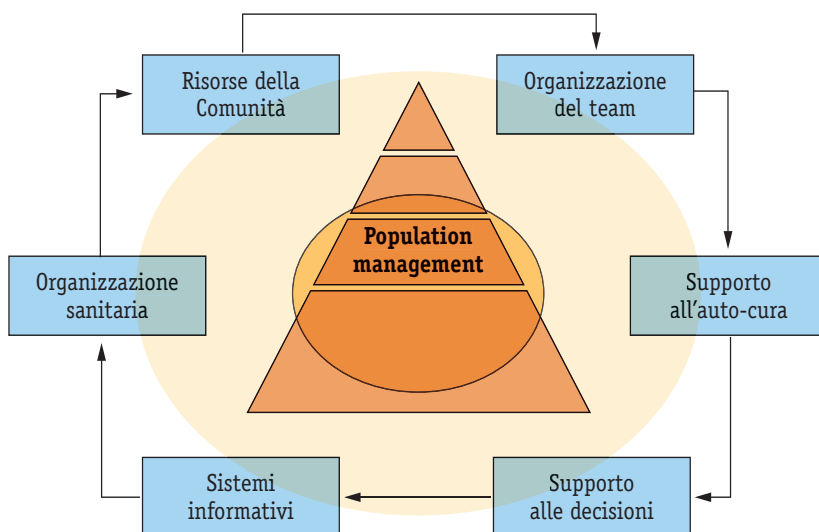 Risorse della
Comunità
Organizzazione
del team
Population
management
Organizzazione
sanitaria
Supporto
all'auto-cura
Sistemi
informativi
Supporto
alle decisioni